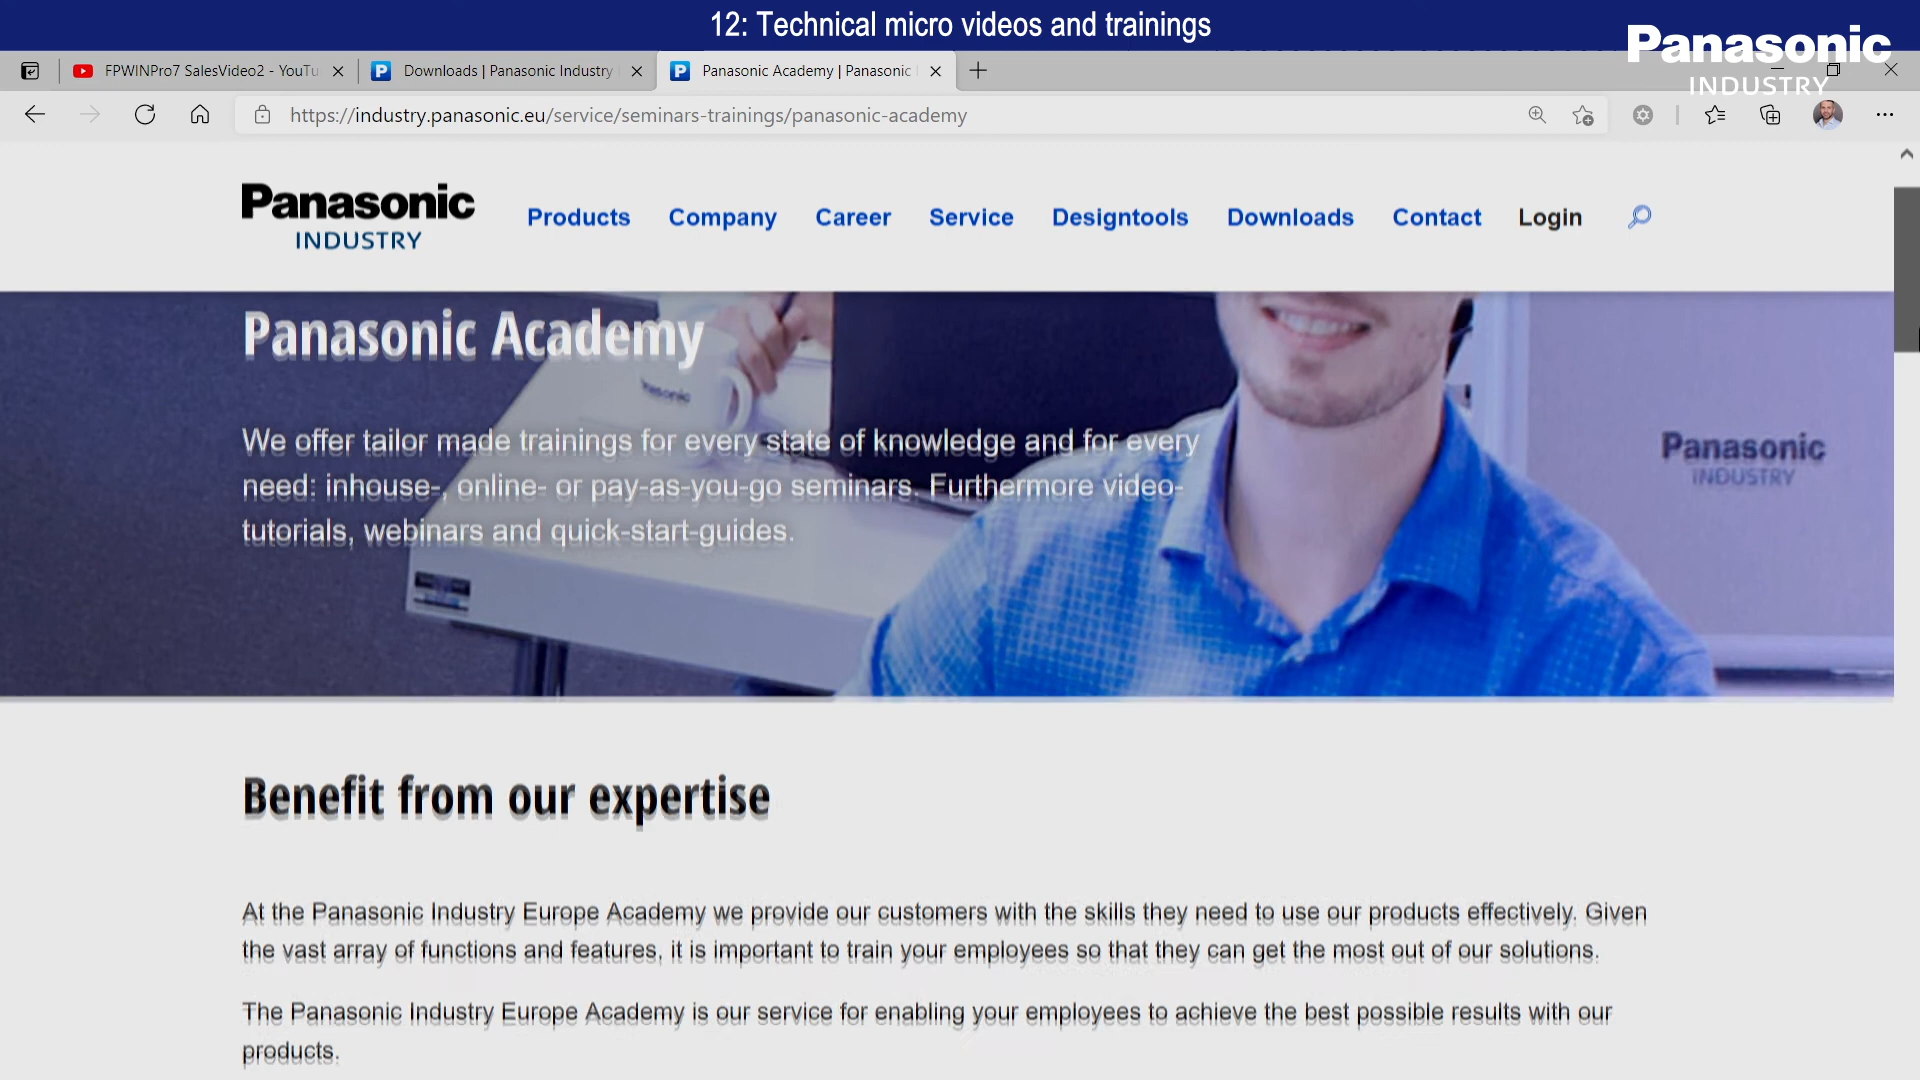 12: Technical micro videos and trainings
Panasonic
INDUSTRY
FPWINPro7 SalesVideo2 - YouTu
Downloads | Panasonic Industry
Panasonic Academy | Panasonic
https://industry.panasonic.eu/service/seminars-trainings/panasonic-academy
Panasonic
INDUSTRY
Products Company Career Service Designtools Downloads Contact Login
Panasonic Academy
We offer tailor made trainings for every state of knowledge and for every
need: inhouse-, online- or pay-as-you-go seminars. Furthermore video-
tutorials, webinars and quick-start-guides.
Panasonic
INDUSTRY
Benefit from our expertise
At the Panasonic Industry Europe Academy we provide our customers with the skills they need to use our products effectively. Given
the vast array of functions and features, it is important to train your employees so that they can get the most out of our solutions.
The Panasonic Industry Europe Academy is our service for enabling your employees to achieve the best possible results with our
products.